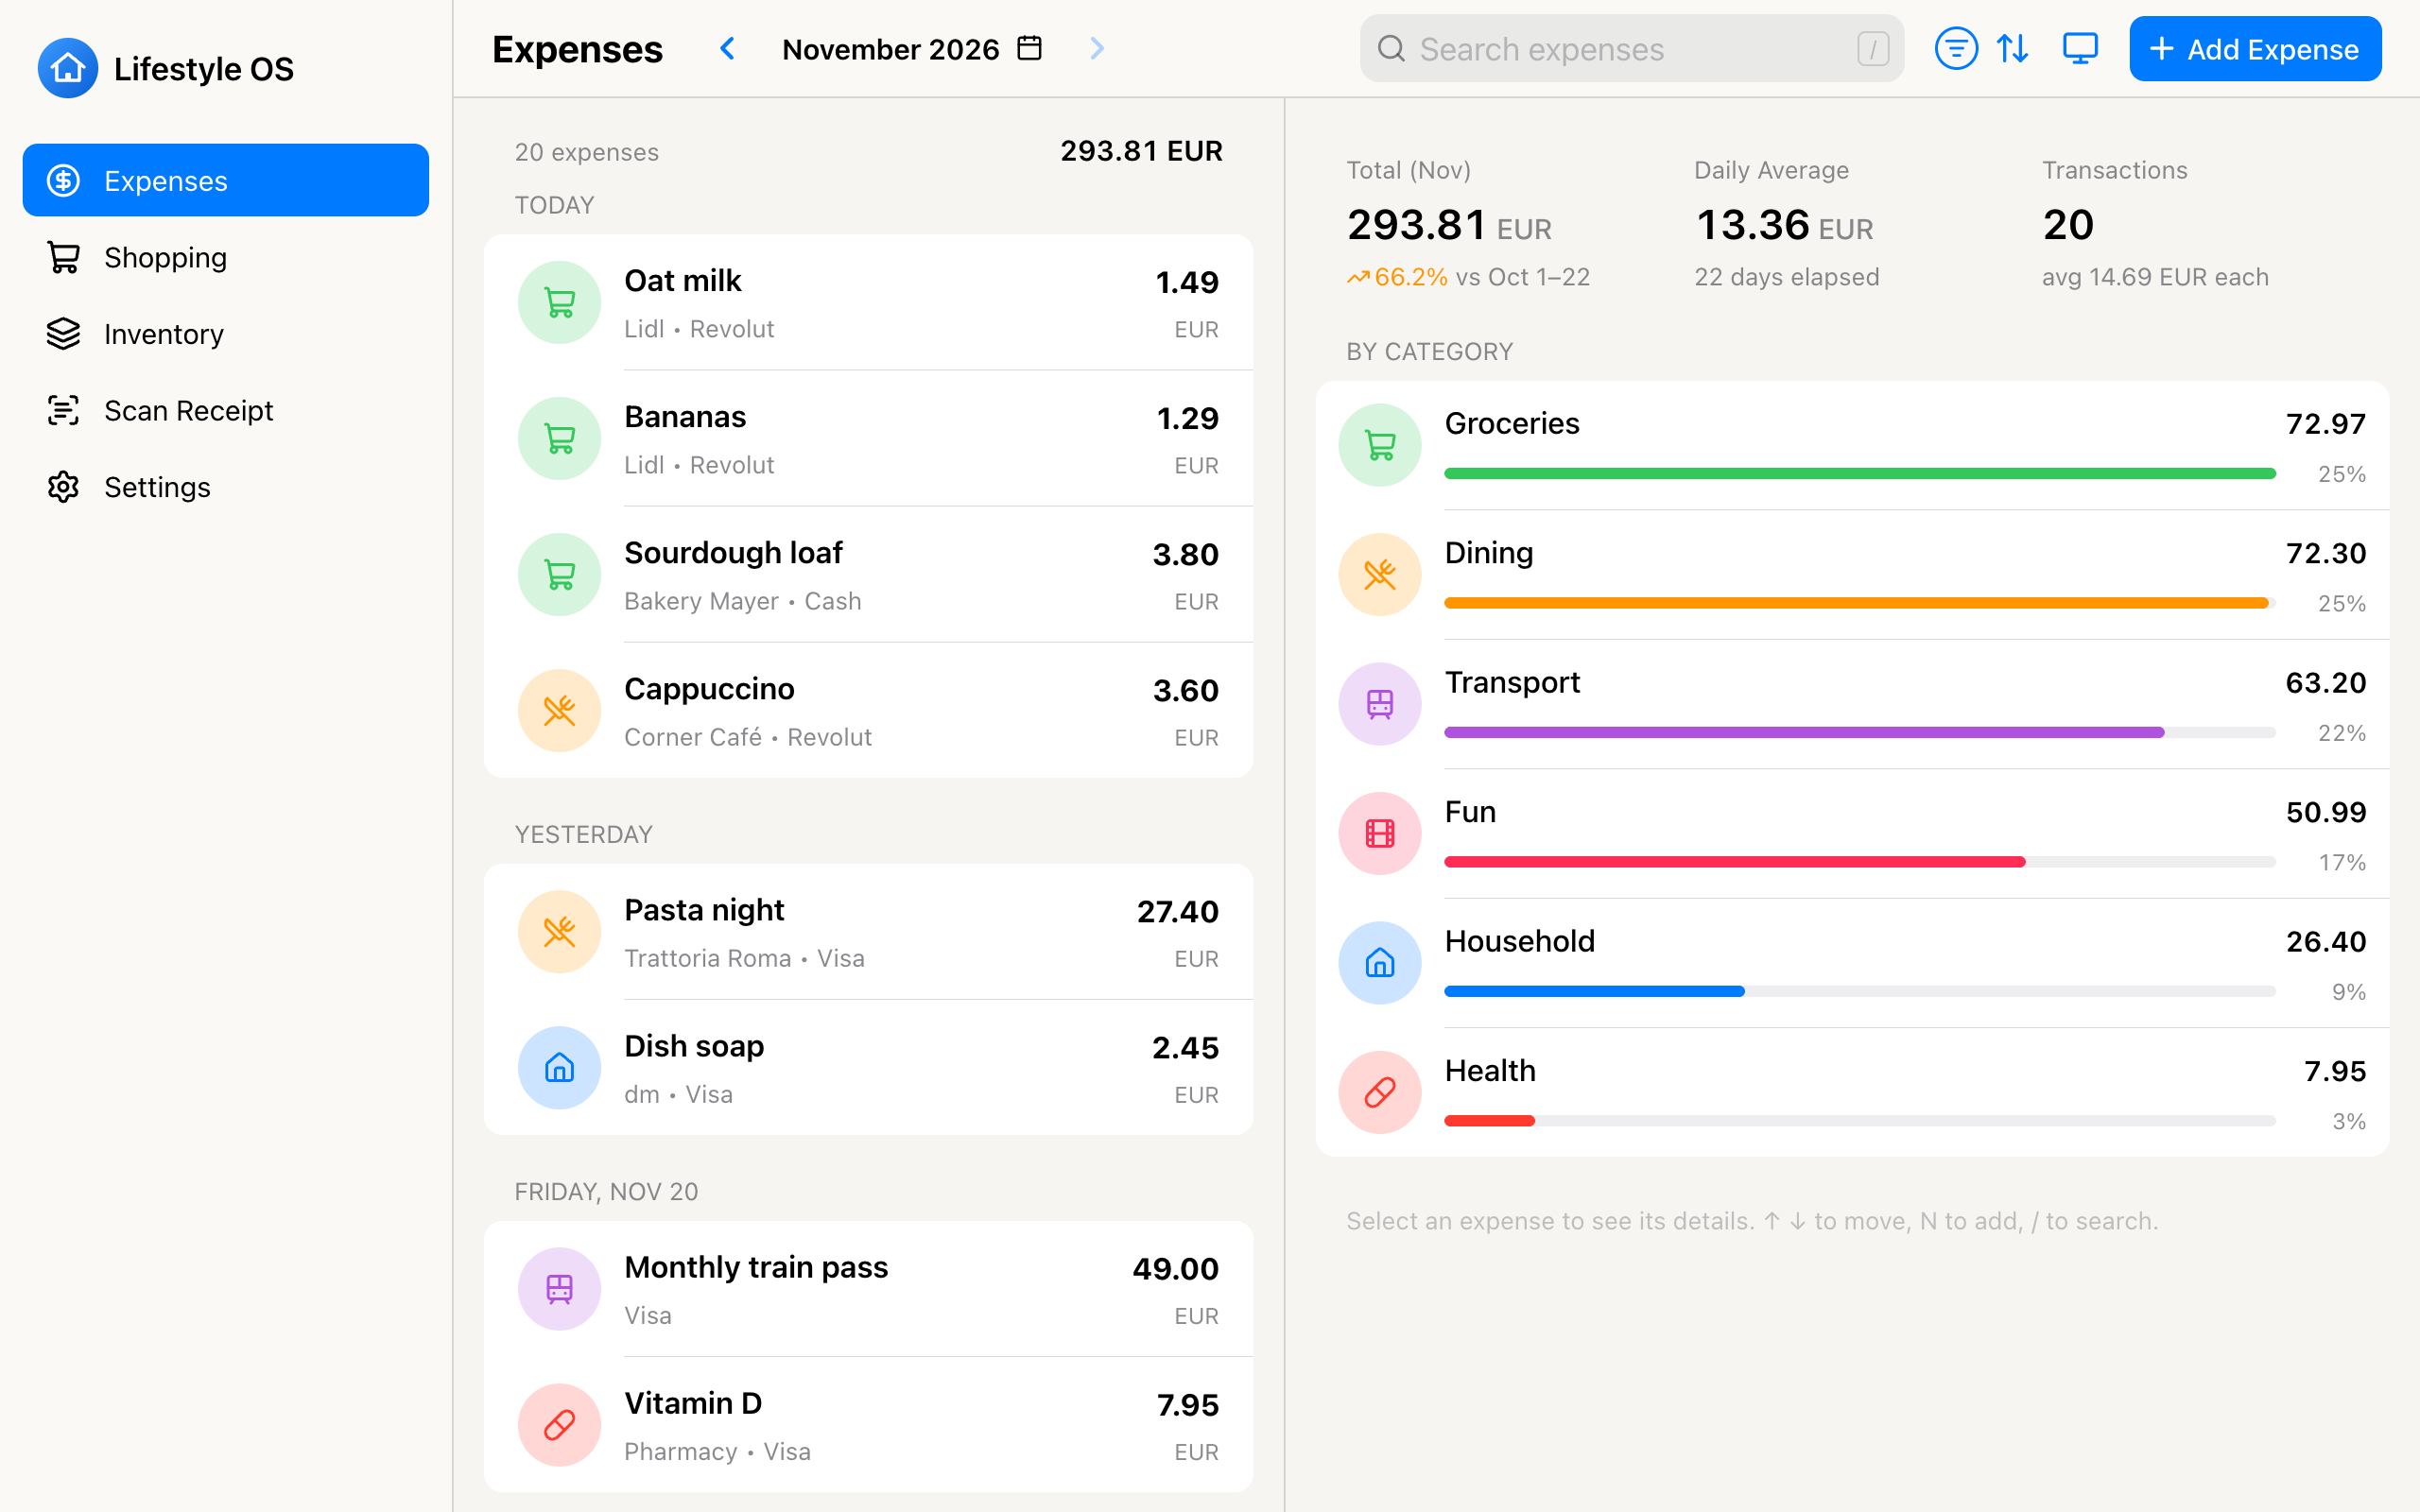 Lifestyle OS
Expenses
Shopping
Inventory
Scan Receipt
Settings
Expenses
November 2026
Search expenses /
+ Add Expense
20 expenses 293.81 EUR
TODAY
Oat milk 1.49
Lidl • Revolut EUR
Bananas 1.29
Lidl • Revolut EUR
Sourdough loaf 3.80
Bakery Mayer • Cash EUR
Cappuccino 3.60
Corner Café • Revolut EUR
YESTERDAY
Pasta night 27.40
Trattoria Roma • Visa EUR
Dish soap 2.45
dm • Visa EUR
FRIDAY, NOV 20
Monthly train pass 49.00
Visa EUR
Vitamin D 7.95
Pharmacy • Visa EUR
Total (Nov)
293.81 EUR
66.2% vs Oct 1–22
Daily Average
13.36 EUR
22 days elapsed
Transactions
20
avg 14.69 EUR each
BY CATEGORY
Groceries 72.97
25%
Dining 72.30
25%
Transport 63.20
22%
Fun 50.99
17%
Household 26.40
9%
Health 7.95
3%
Select an expense to see its details. ↑ ↓ to move, N to add, / to search.